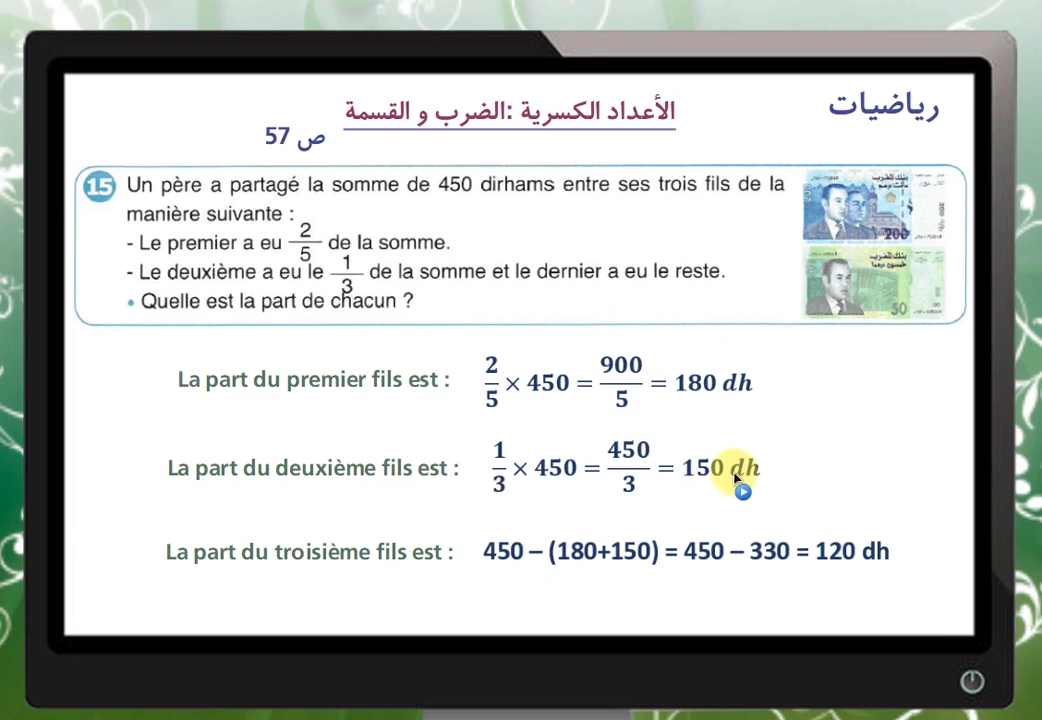 رياضيات
الأعداد الكسرية :الضرب و القسمة
ص 57
15 Un père a partagé la somme de 450 dirhams entre ses trois fils de la
manière suivante :
- Le premier a eu 2/5 de la somme.
- Le deuxième a eu le 1/3 de la somme et le dernier a eu le reste.
• Quelle est la part de chacun ?
200
50
La part du premier fils est : 2/5 × 450 = 900/5 = 180 dh
La part du deuxième fils est : 1/3 × 450 = 450/3 = 150 dh
La part du troisième fils est : 450 – (180+150) = 450 – 330 = 120 dh